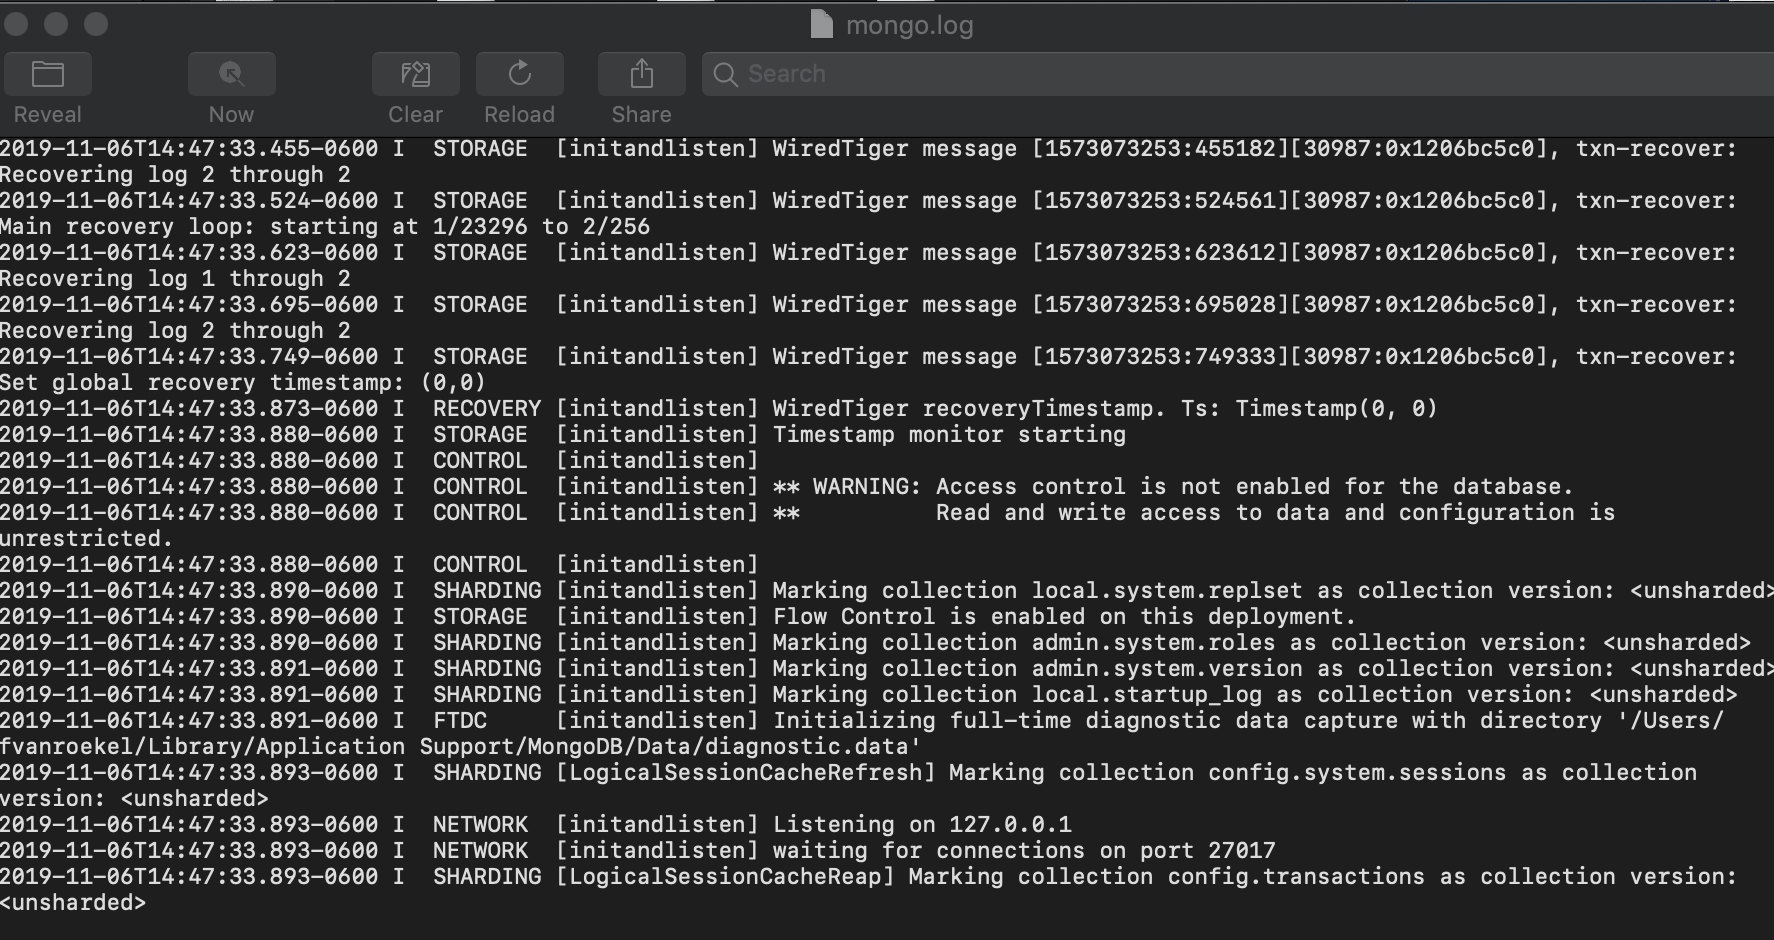 mongo.log
Search
Reveal Now Clear Reload Share
2019-11-06T14:47:33.455-0600 I  STORAGE  [initandlisten] WiredTiger message [1573073253:455182][30987:0x1206bc5c0], txn-recover:
Recovering log 2 through 2
2019-11-06T14:47:33.524-0600 I  STORAGE  [initandlisten] WiredTiger message [1573073253:524561][30987:0x1206bc5c0], txn-recover:
Main recovery loop: starting at 1/23296 to 2/256
2019-11-06T14:47:33.623-0600 I  STORAGE  [initandlisten] WiredTiger message [1573073253:623612][30987:0x1206bc5c0], txn-recover:
Recovering log 1 through 2
2019-11-06T14:47:33.695-0600 I  STORAGE  [initandlisten] WiredTiger message [1573073253:695028][30987:0x1206bc5c0], txn-recover:
Recovering log 2 through 2
2019-11-06T14:47:33.749-0600 I  STORAGE  [initandlisten] WiredTiger message [1573073253:749333][30987:0x1206bc5c0], txn-recover:
Set global recovery timestamp: (0,0)
2019-11-06T14:47:33.873-0600 I  RECOVERY [initandlisten] WiredTiger recoveryTimestamp. Ts: Timestamp(0, 0)
2019-11-06T14:47:33.880-0600 I  STORAGE  [initandlisten] Timestamp monitor starting
2019-11-06T14:47:33.880-0600 I  CONTROL  [initandlisten]
2019-11-06T14:47:33.880-0600 I  CONTROL  [initandlisten] ** WARNING: Access control is not enabled for the database.
2019-11-06T14:47:33.880-0600 I  CONTROL  [initandlisten] **          Read and write access to data and configuration is
unrestricted.
2019-11-06T14:47:33.880-0600 I  CONTROL  [initandlisten]
2019-11-06T14:47:33.890-0600 I  SHARDING [initandlisten] Marking collection local.system.replset as collection version: <unsharded>
2019-11-06T14:47:33.890-0600 I  STORAGE  [initandlisten] Flow Control is enabled on this deployment.
2019-11-06T14:47:33.890-0600 I  SHARDING [initandlisten] Marking collection admin.system.roles as collection version: <unsharded>
2019-11-06T14:47:33.891-0600 I  SHARDING [initandlisten] Marking collection admin.system.version as collection version: <unsharded>
2019-11-06T14:47:33.891-0600 I  SHARDING [initandlisten] Marking collection local.startup_log as collection version: <unsharded>
2019-11-06T14:47:33.891-0600 I  FTDC     [initandlisten] Initializing full-time diagnostic data capture with directory '/Users/
fvanroekel/Library/Application Support/MongoDB/Data/diagnostic.data'
2019-11-06T14:47:33.893-0600 I  SHARDING [LogicalSessionCacheRefresh] Marking collection config.system.sessions as collection
version: <unsharded>
2019-11-06T14:47:33.893-0600 I  NETWORK  [initandlisten] Listening on 127.0.0.1
2019-11-06T14:47:33.893-0600 I  NETWORK  [initandlisten] waiting for connections on port 27017
2019-11-06T14:47:33.893-0600 I  SHARDING [LogicalSessionCacheReap] Marking collection config.transactions as collection version:
<unsharded>